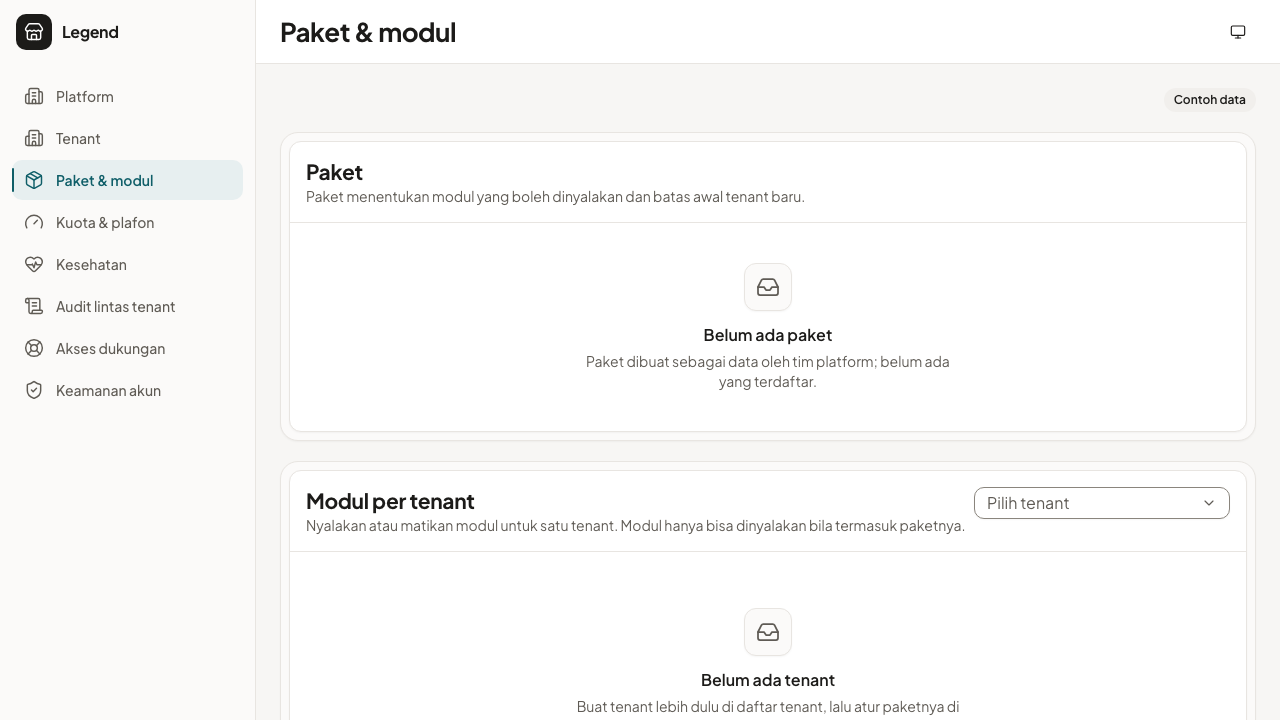 Legend
Paket & modul
Platform
Tenant
Paket & modul
Kuota & plafon
Kesehatan
Audit lintas tenant
Akses dukungan
Keamanan akun
Contoh data
Paket
Paket menentukan modul yang boleh dinyalakan dan batas awal tenant baru.
Belum ada paket
Paket dibuat sebagai data oleh tim platform; belum ada
yang terdaftar.
Modul per tenant
Nyalakan atau matikan modul untuk satu tenant. Modul hanya bisa dinyalakan bila termasuk paketnya.
Pilih tenant
Belum ada tenant
Buat tenant lebih dulu di daftar tenant, lalu atur paketnya di